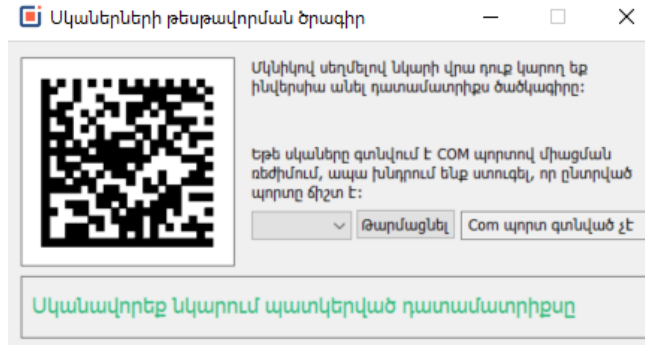 Սկաներների թեսթավորման ծրագիր
Մկնիկով սեղմելով նկարի վրա դուք կարող եք
ինվերսիա անել դատամատրիքս ծածկագիրը:
Եթե սկաները գտնվում է COM պորտով միացման
ռեժիմում, ապա խնդրում ենք ստուգել, որ ընտրված
պորտը ճիշտ է:
Թարմացնել Com պորտ գտնված չէ
Սկանավորեք նկարում պատկերված դատամատրիքսը